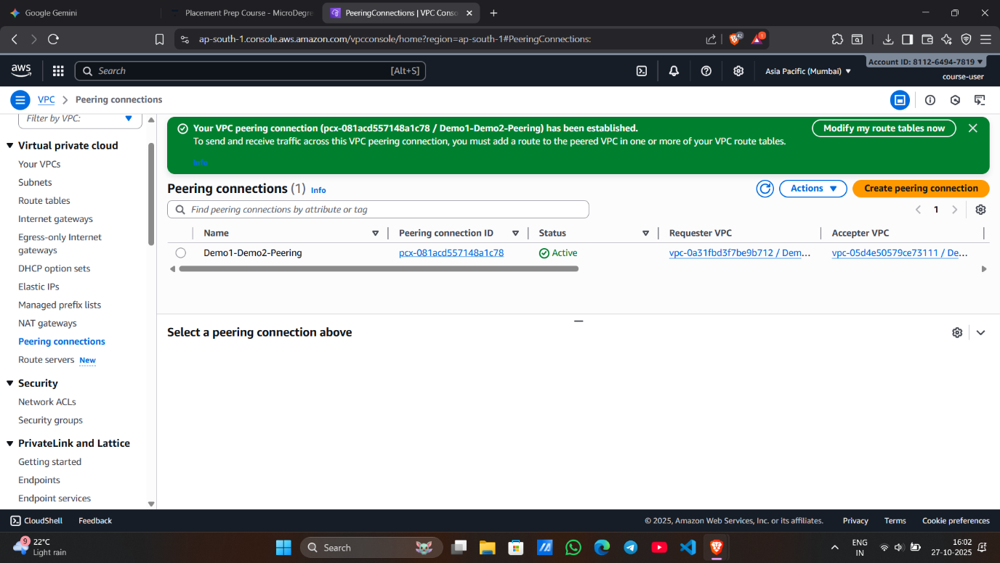 Google Gemini
Placement Prep Course - MicroDegre
PeeringConnections | VPC Conso
ap-south-1.console.aws.amazon.com/vpcconsole/home?region=ap-south-1#PeeringConnections:
42
1
aws
Search
[Alt+S]
Asia Pacific (Mumbai)
Account ID: 8112-6494-7819
course-user
VPC
Peering connections
Filter by VPC:
Virtual private cloud
Your VPCs
Subnets
Route tables
Internet gateways
Egress-only Internet
gateways
DHCP option sets
Elastic IPs
Managed prefix lists
NAT gateways
Peering connections
Route servers New
Security
Network ACLs
Security groups
PrivateLink and Lattice
Getting started
Endpoints
Endpoint services
Your VPC peering connection (pcx-081acd557148a1c78 / Demo1-Demo2-Peering) has been established.
To send and receive traffic across this VPC peering connection, you must add a route to the peered VPC in one or more of your VPC route tables.
Info
Modify my route tables now
Peering connections (1) Info
Actions
Create peering connection
Find peering connections by attribute or tag
1
Name Peering connection ID Status Requester VPC Accepter VPC
Demo1-Demo2-Peering pcx-081acd557148a1c78 Active vpc-0a31fbd3f7be9b712 / Dem... vpc-05d4e50579ce73111 / De...
Select a peering connection above
CloudShell Feedback © 2025, Amazon Web Services, Inc. or its affiliates. Privacy Terms Cookie preferences
9
22°C
Light rain
Search
ENG
IN
16:02
27-10-2025